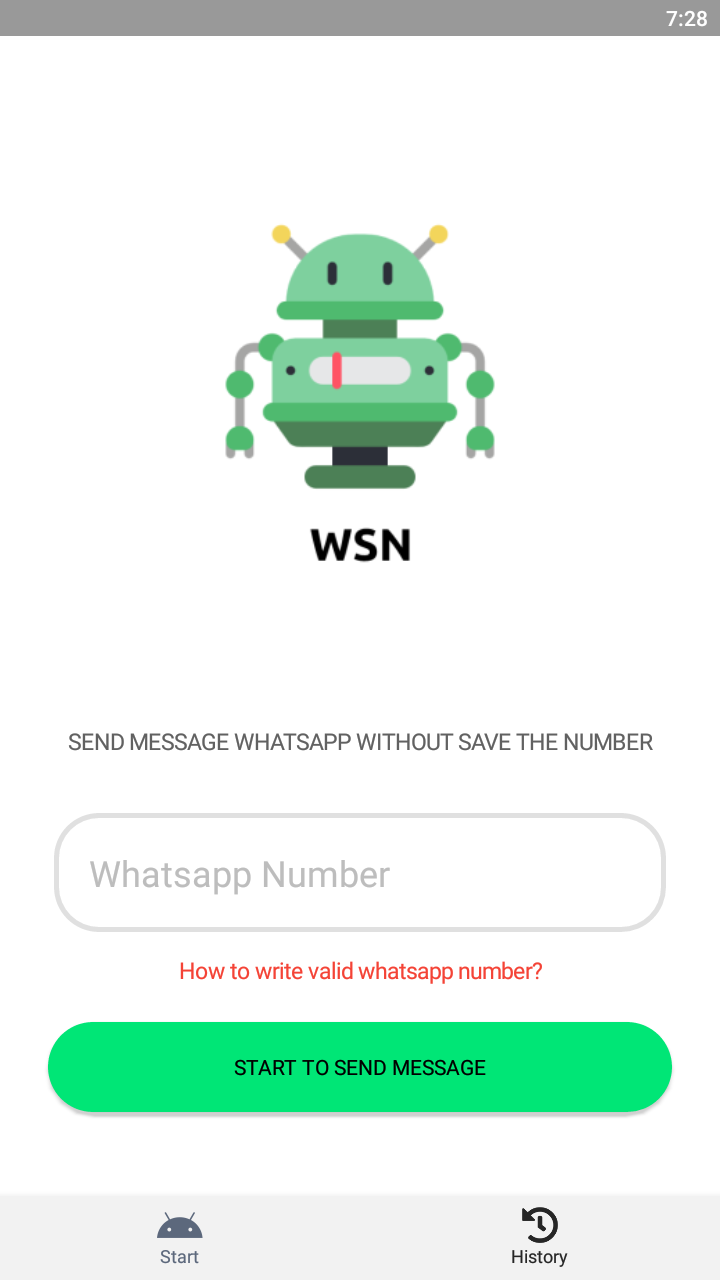 7:28
WSN
SEND MESSAGE WHATSAPP WITHOUT SAVE THE NUMBER
Whatsapp Number
How to write valid whatsapp number?
START TO SEND MESSAGE
Start
History